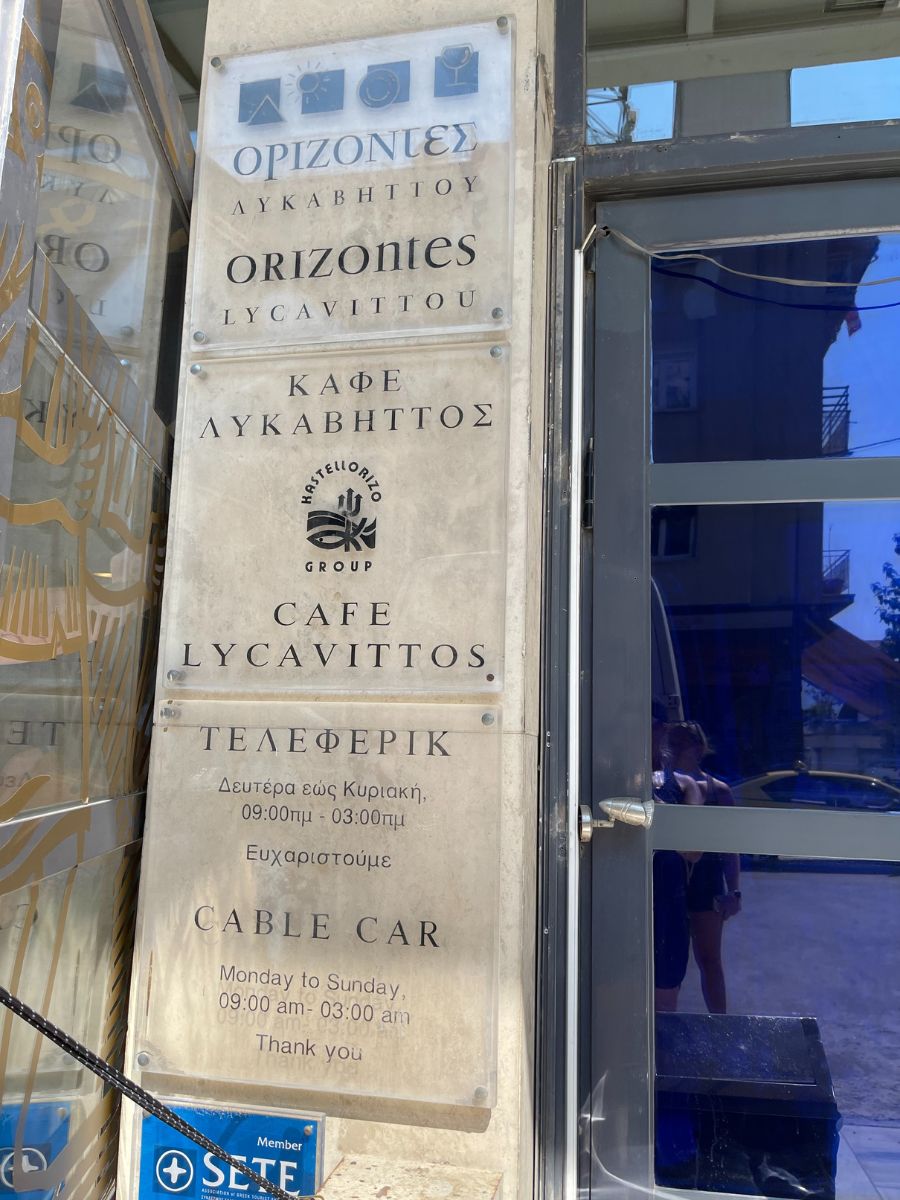 ΟΡΙΖΟΝΤΕΣ
ΛΥΚΑΒΗΤΤΟΥ
ORIZONTES
LYCAVITTOU
ΚΑΦΕ
ΛΥΚΑΒΗΤΤΟΣ
KASTELLORIZO
GROUP
CAFE
LYCAVITTOS
ΤΕΛΕΦΕΡΙΚ
Δευτέρα εώς Κυριακή,
09:00πμ - 03:00πμ
Ευχαριστούμε
CABLE CAR
Monday to Sunday,
09:00 am- 03:00 am
Thank you
Member
SETE